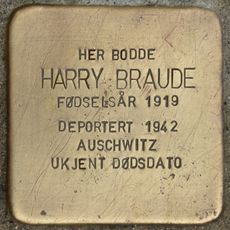 HER BODDE
HARRY BRAUDE
FØDSELSÅR 1919
DEPORTERT 1942
AUSCHWITZ
UKJENT DØDSDATO